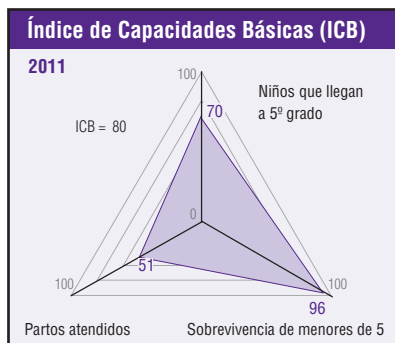 Índice de Capacidades Básicas (ICB)
2011
100
Niños que llegan
a 5º grado
70
ICB = 80
0
51
100
100
96
Partos atendidos
Sobrevivencia de menores de 5